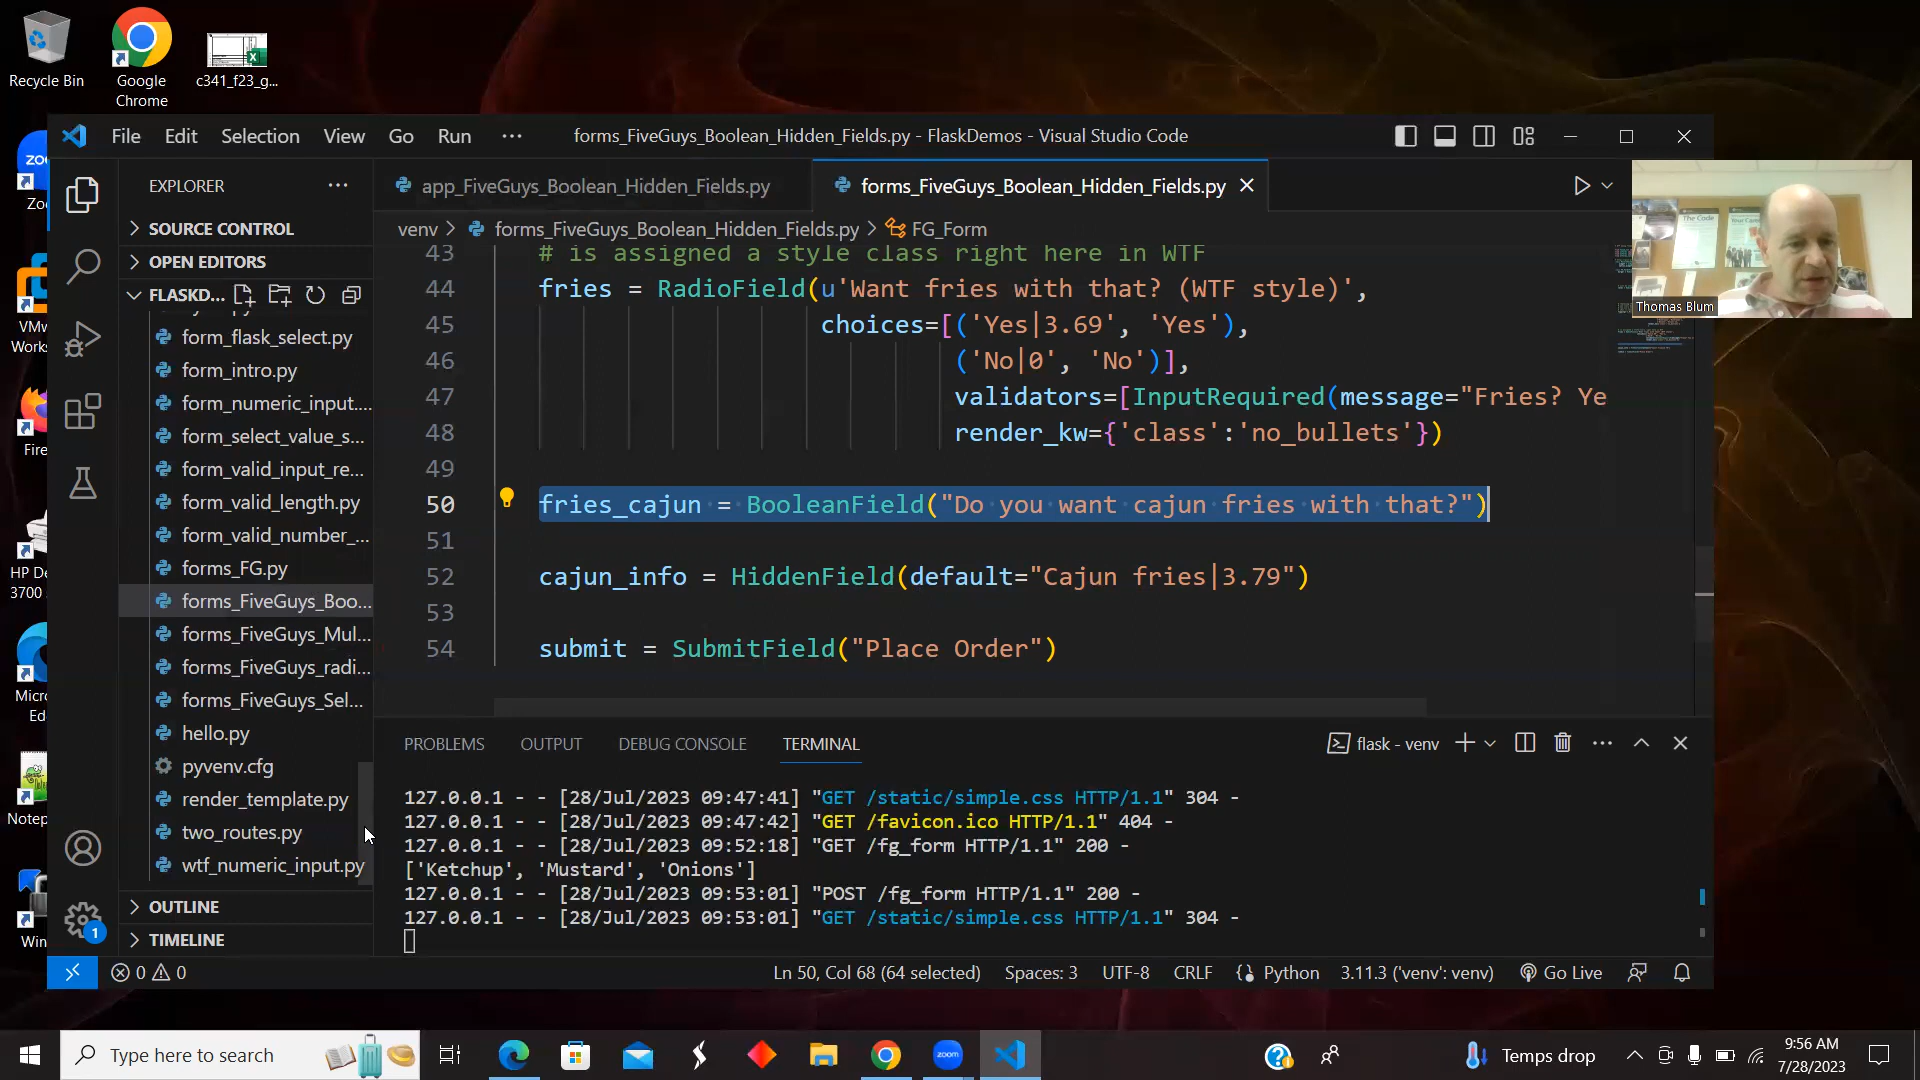 Recycle Bin
Google Chrome
c341_f23_g...
File Edit Selection View Go Run ···
forms_FiveGuys_Boolean_Hidden_Fields.py - FlaskDemos - Visual Studio Code
EXPLORER
app_FiveGuys_Boolean_Hidden_Fields.py
forms_FiveGuys_Boolean_Hidden_Fields.py
venv > forms_FiveGuys_Boolean_Hidden_Fields.py > FG_Form
SOURCE CONTROL
OPEN EDITORS
FLASKD...
form_flask_select.py
form_intro.py
form_numeric_input....
form_select_value_s...
form_valid_input_re...
form_valid_length.py
form_valid_number_...
forms_FG.py
forms_FiveGuys_Boo...
forms_FiveGuys_Mul...
forms_FiveGuys_radi...
forms_FiveGuys_Sel...
hello.py
pyvenv.cfg
render_template.py
two_routes.py
wtf_numeric_input.py
OUTLINE
TIMELINE
43 # is assigned a style class right here in WTF
44 fries = RadioField(u'Want fries with that? (WTF style)',
45 choices=[('Yes|3.69', 'Yes'),
46 ('No|0', 'No')],
47 validators=[InputRequired(message="Fries? Ye
48 render_kw={'class':'no_bullets'})
49
50 fries_cajun = BooleanField("Do you want cajun fries with that?")
51
52 cajun_info = HiddenField(default="Cajun fries|3.79")
53
54 submit = SubmitField("Place Order")
PROBLEMS OUTPUT DEBUG CONSOLE TERMINAL
flask - venv
127.0.0.1 - - [28/Jul/2023 09:47:41] "GET /static/simple.css HTTP/1.1" 304 -
127.0.0.1 - - [28/Jul/2023 09:47:42] "GET /favicon.ico HTTP/1.1" 404 -
127.0.0.1 - - [28/Jul/2023 09:52:18] "GET /fg_form HTTP/1.1" 200 -
['Ketchup', 'Mustard', 'Onions']
127.0.0.1 - - [28/Jul/2023 09:53:01] "POST /fg_form HTTP/1.1" 200 -
127.0.0.1 - - [28/Jul/2023 09:53:01] "GET /static/simple.css HTTP/1.1" 304 -
1
0 0
Ln 50, Col 68 (64 selected) Spaces: 3 UTF-8 CRLF Python 3.11.3 ('venv': venv) Go Live
Thomas Blum
The Code
Zoo
VMw
Works
Fire
HP De
3700
Micro
Ed
Notep
Win
Type here to search
zoom
Temps drop
9:56 AM
7/28/2023